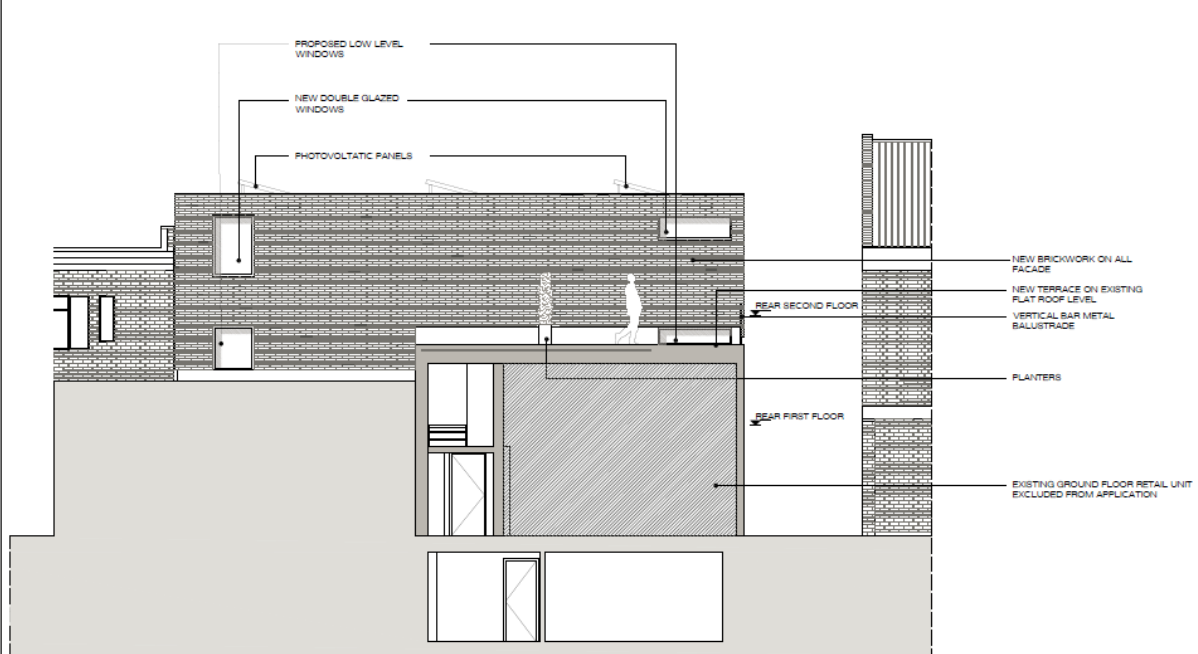 PROPOSED LOW LEVEL
WINDOWS
NEW DOUBLE GLAZED
WINDOWS
PHOTOVOLTATIC PANELS
NEW BRICKWORK ON ALL
FACADE
NEW TERRACE ON EXISTING
FLAT ROOF LEVEL
REAR SECOND FLOOR
VERTICAL BAR METAL
BALUSTRADE
PLANTERS
REAR FIRST FLOOR
EXISTING GROUND FLOOR RETAIL UNIT
EXCLUDED FROM APPLICATION